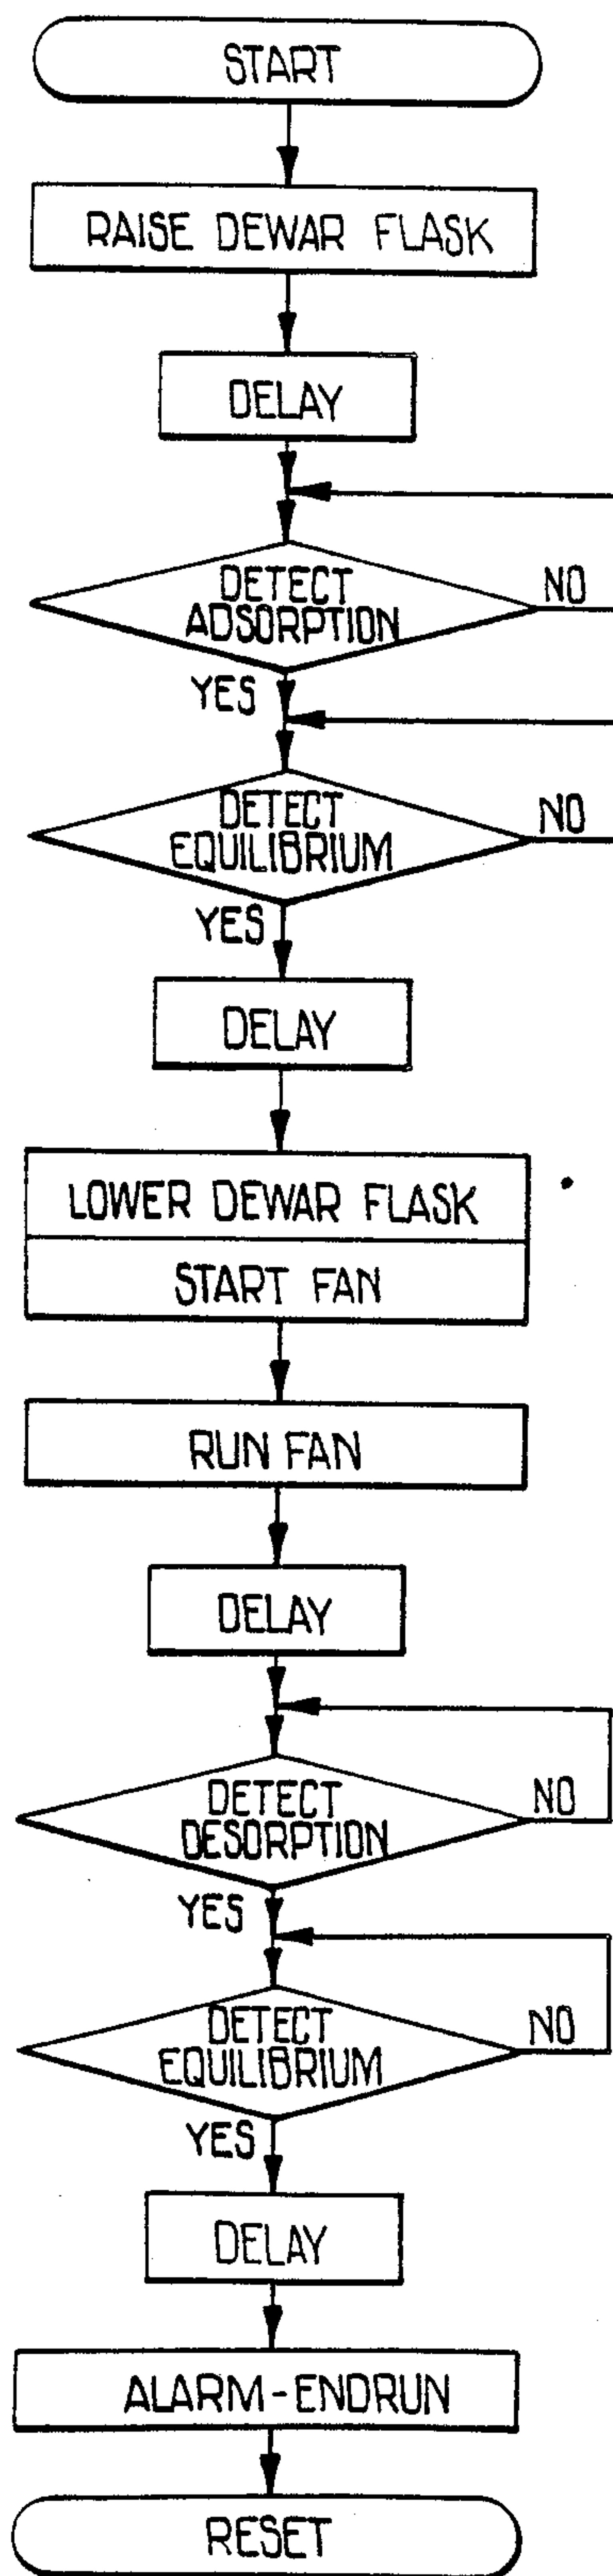 START
RAISE DEWAR FLASK
DELAY
DETECT
ADSORPTION
NO
YES
DETECT
EQUILIBRIUM
NO
YES
DELAY
LOWER DEWAR FLASK
START FAN
RUN FAN
DELAY
DETECT
DESORPTION
NO
YES
DETECT
EQUILIBRIUM
NO
YES
DELAY
ALARM-ENDRUN
RESET